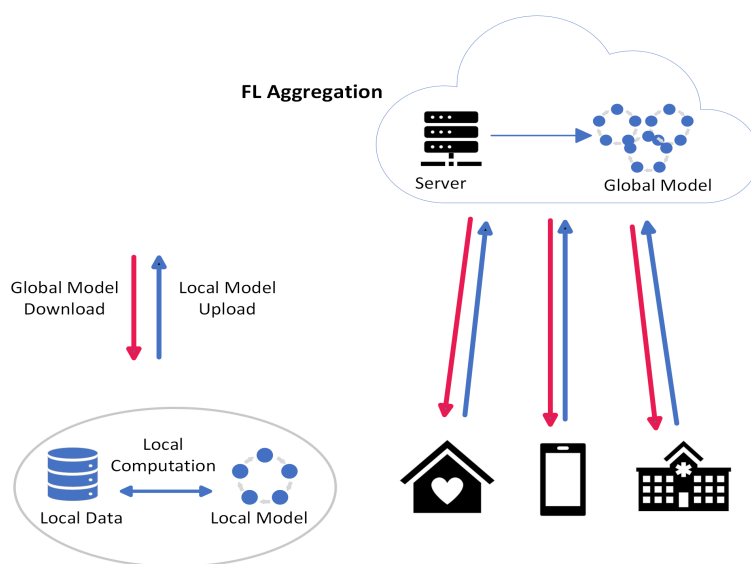 FL Aggregation
Server
Global Model
Global Model
Download
Local Model
Upload
Local
Computation
Local Data
Local Model